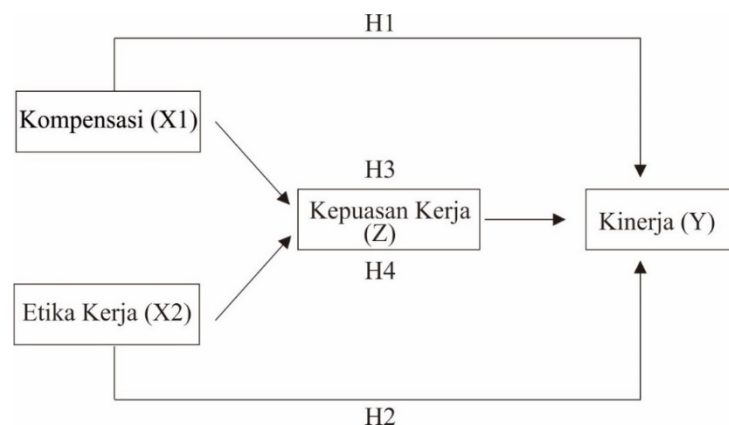 H1
Kompensasi (X1)
H3
Kepuasan Kerja
(Z)
Kinerja (Y)
H4
Etika Kerja (X2)
H2